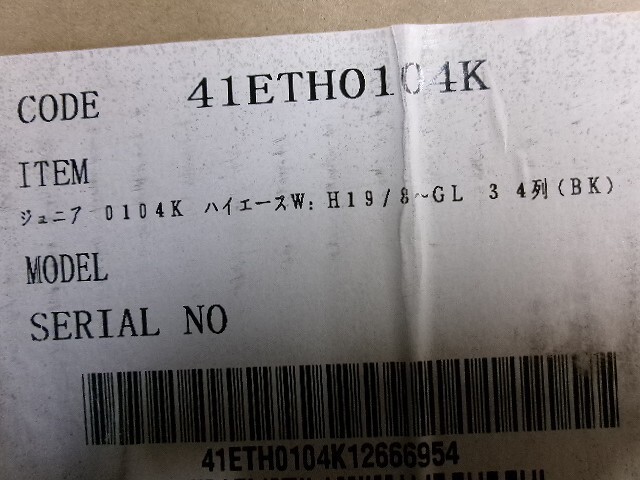 CODE 41ETH0104K
ITEM
ジュニア 0104K ハイエースW: H19/8~GL 3 4列(BK)
MODEL
SERIAL NO
41ETH0104K12666954